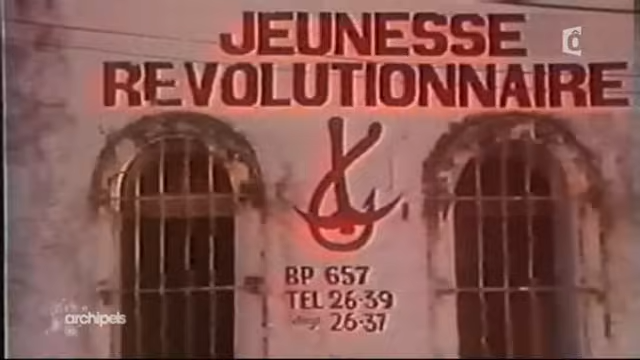 JEUNESSE
REVOLUTIONNAIRE
BP 657
TEL 26-39
26-37
archipels